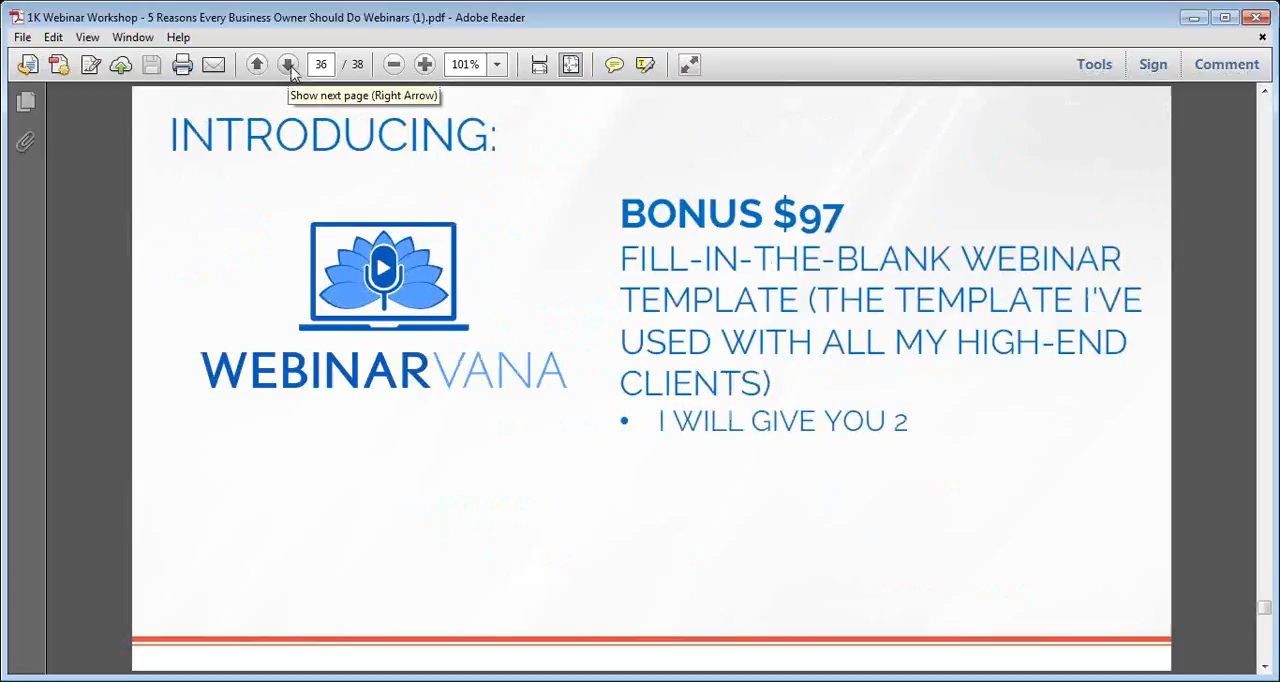 1K Webinar Workshop - 5 Reasons Every Business Owner Should Do Webinars (1).pdf - Adobe Reader
File Edit View Window Help
36 / 38 101% Tools Sign Comment
Show next page (Right Arrow)
INTRODUCING:
WEBINARVANA
BONUS $97
FILL-IN-THE-BLANK WEBINAR
TEMPLATE (THE TEMPLATE I'VE
USED WITH ALL MY HIGH-END
CLIENTS)
• I WILL GIVE YOU 2